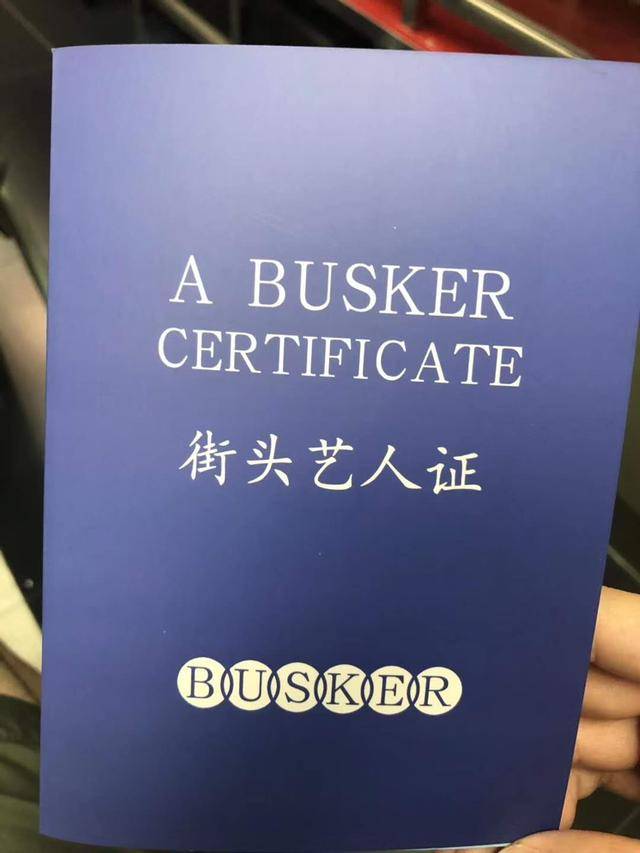 A BUSKER
CERTIFICATE
街头艺人证
BUSKER